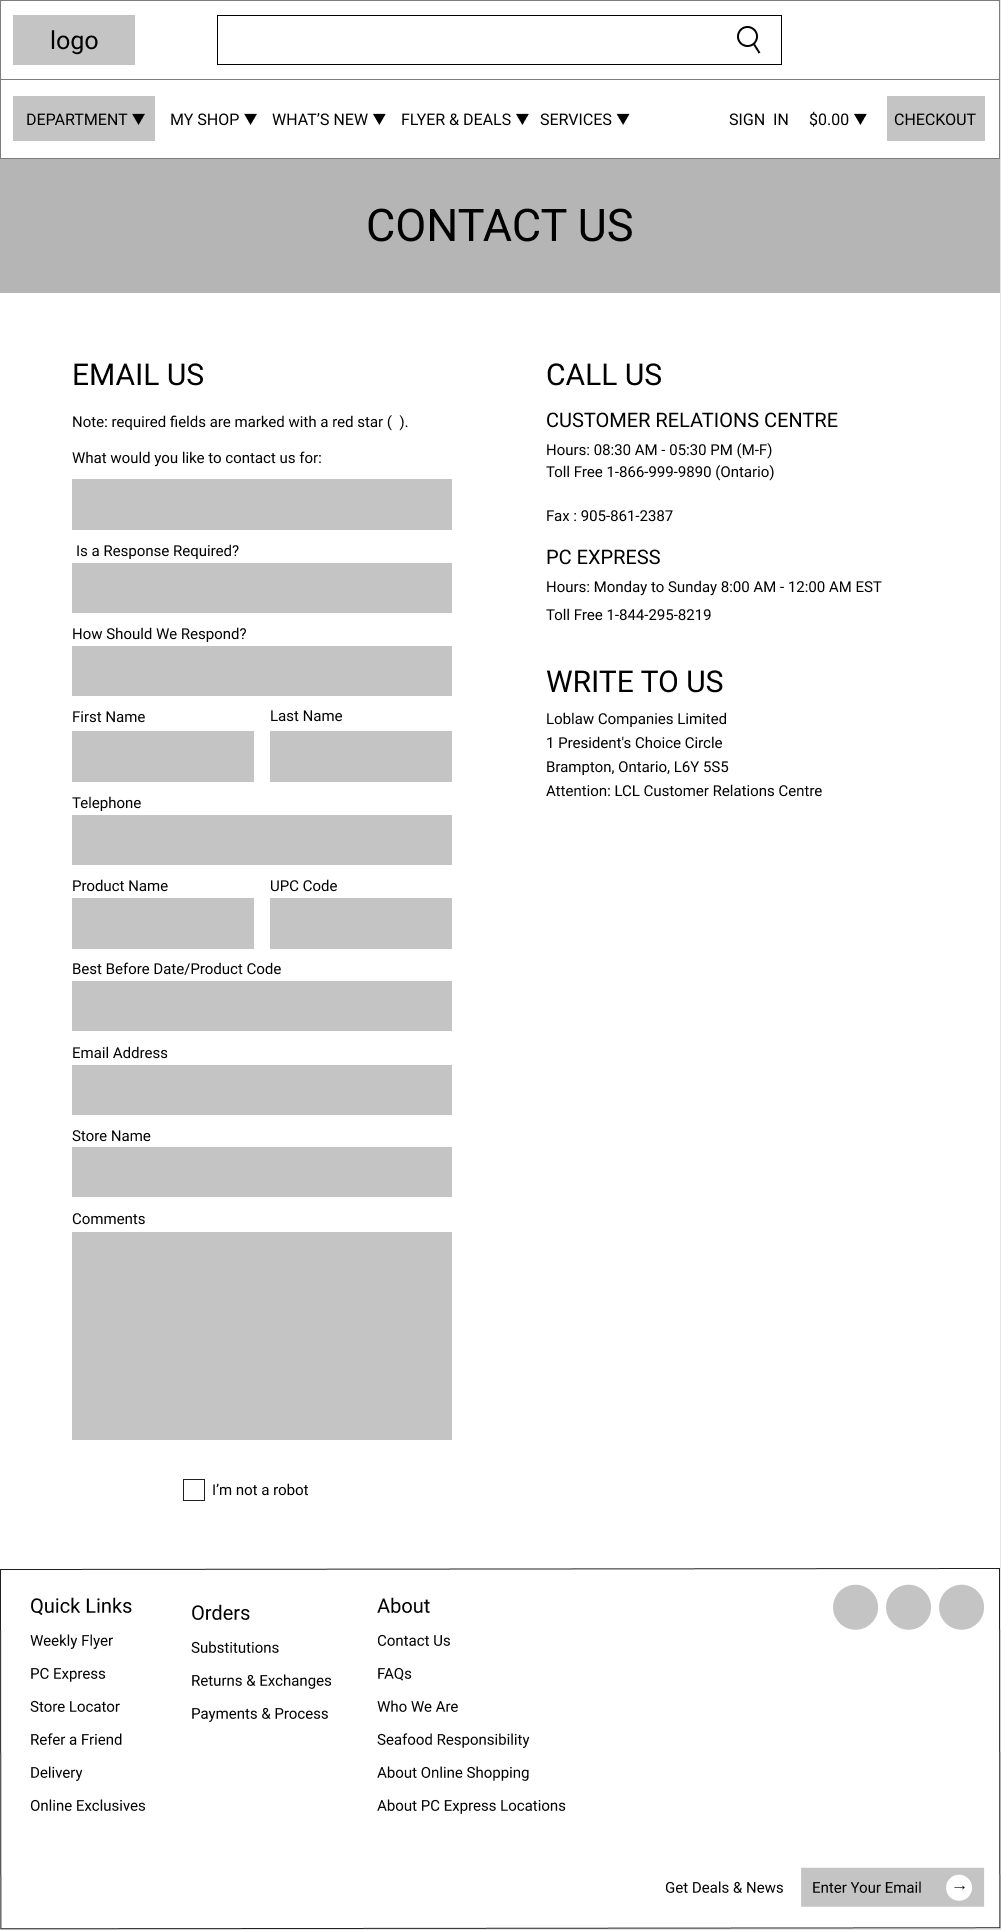 logo
DEPARTMENT ▼ MY SHOP ▼ WHAT’S NEW ▼ FLYER & DEALS ▼ SERVICES ▼ SIGN IN $0.00 ▼ CHECKOUT
CONTACT US
EMAIL US
Note: required fields are marked with a red star ( ).
What would you like to contact us for:
Is a Response Required?
How Should We Respond?
First Name
Last Name
Telephone
Product Name
UPC Code
Best Before Date/Product Code
Email Address
Store Name
Comments
I’m not a robot
CALL US
CUSTOMER RELATIONS CENTRE
Hours: 08:30 AM - 05:30 PM (M-F)
Toll Free 1-866-999-9890 (Ontario)
Fax : 905-861-2387
PC EXPRESS
Hours: Monday to Sunday 8:00 AM - 12:00 AM EST
Toll Free 1-844-295-8219
WRITE TO US
Loblaw Companies Limited
1 President's Choice Circle
Brampton, Ontario, L6Y 5S5
Attention: LCL Customer Relations Centre
Quick Links
Weekly Flyer
PC Express
Store Locator
Refer a Friend
Delivery
Online Exclusives
Orders
Substitutions
Returns & Exchanges
Payments & Process
About
Contact Us
FAQs
Who We Are
Seafood Responsibility
About Online Shopping
About PC Express Locations
Get Deals & News
Enter Your Email →